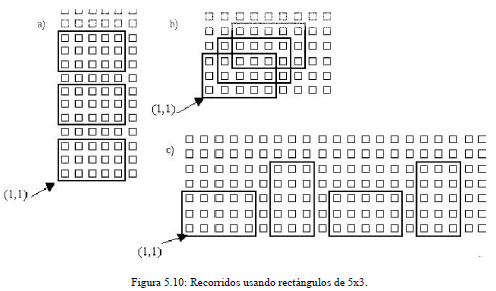 a)
b)
(1,1)
c)
(1,1)
(1,1)
Figura 5.10: Recorridos usando rectángulos de 5x3.